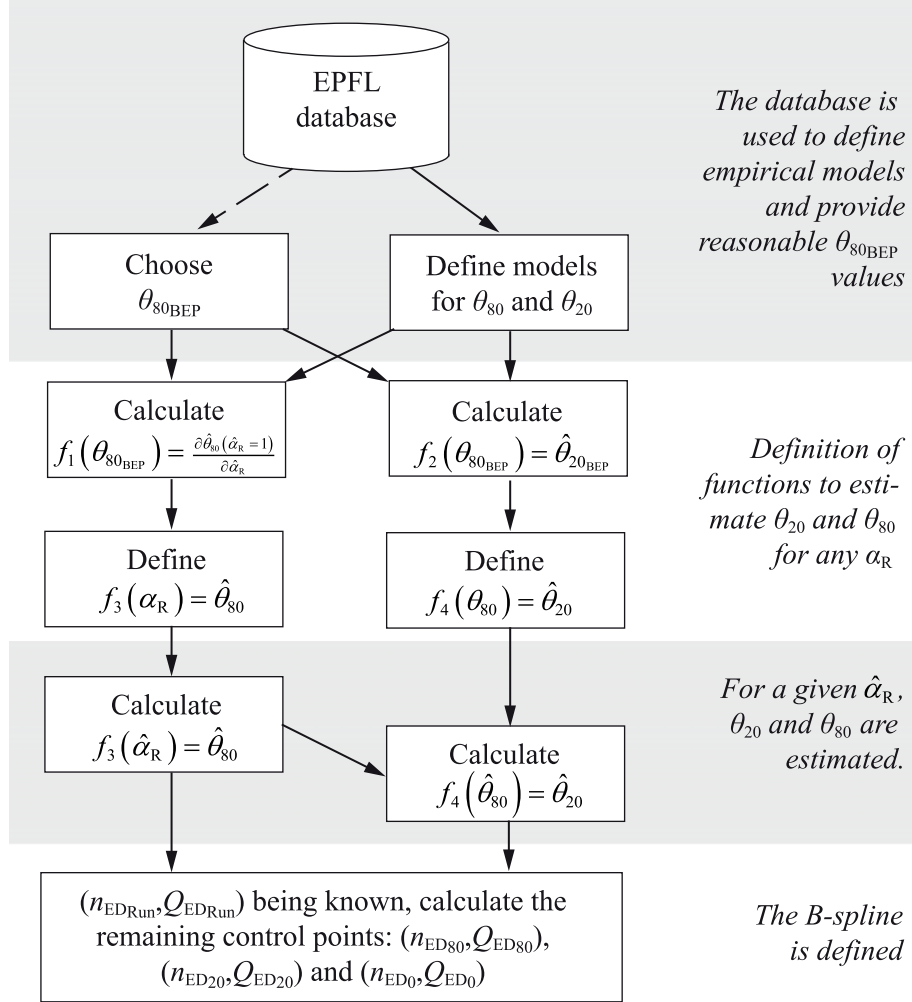 EPFL
database
The database is
used to define
empirical models
and provide
reasonable θ80BEP
values
Choose
θ80BEP
Define models
for θ80 and θ20
Calculate
f1(θ80BEP) = ∂θ̂80(α̂R = 1) / ∂α̂R
Calculate
f2(θ80BEP) = θ̂20BEP
Definition of
functions to esti-
mate θ20 and θ80
for any αR
Define
f3(αR) = θ̂80
Define
f4(θ80) = θ̂20
Calculate
f3(α̂R) = θ̂80
Calculate
f4(θ̂80) = θ̂20
For a given α̂R,
θ20 and θ80 are
estimated.
(nEDRun,QEDRun) being known, calculate the
remaining control points: (nED80,QED80),
(nED20,QED20) and (nED0,QED0)
The B-spline
is defined